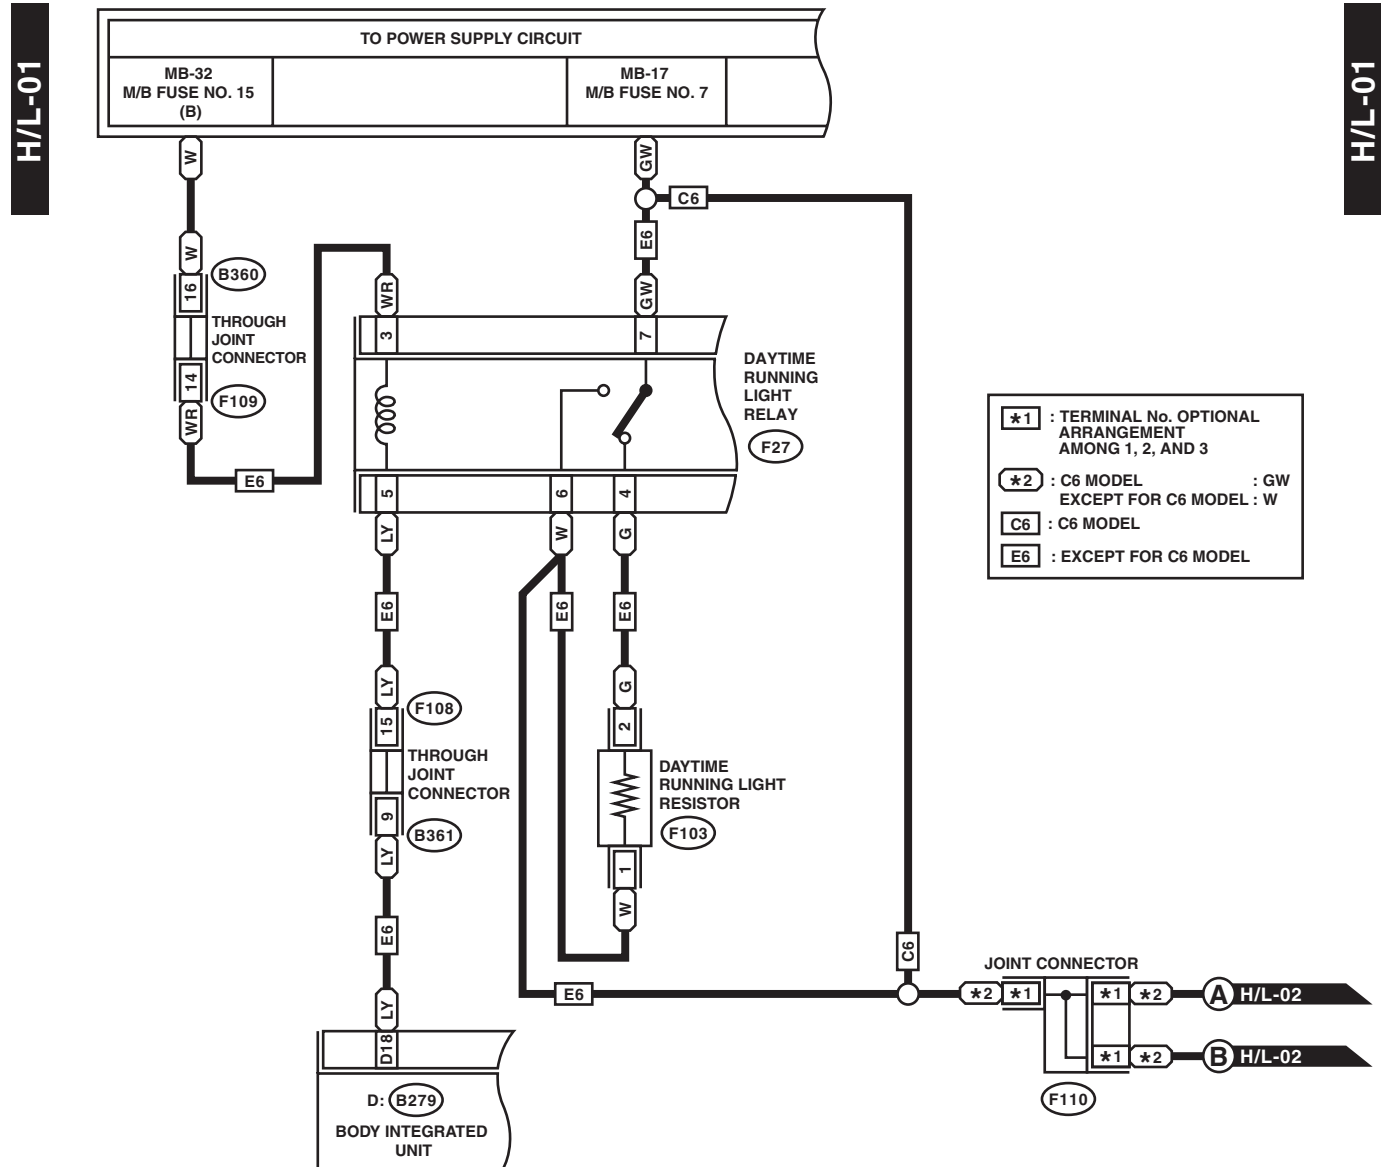 H/L-01
H/L-01
TO POWER SUPPLY CIRCUIT
MB-32
M/B FUSE NO. 15
(B)
MB-17
M/B FUSE NO. 7
W
GW
C6
W
E6
B360
16
WR
GW
THROUGH
JOINT
CONNECTOR
3
7
14
F109
WR
E6
DAYTIME
RUNNING
LIGHT
RELAY
F27
*1 : TERMINAL No. OPTIONAL
ARRANGEMENT
AMONG 1, 2, AND 3
*2 : C6 MODEL : GW
EXCEPT FOR C6 MODEL : W
C6 : C6 MODEL
E6 : EXCEPT FOR C6 MODEL
5
6
4
LY
W
G
E6
E6
E6
LY
G
F108
15
2
THROUGH
JOINT
CONNECTOR
DAYTIME
RUNNING LIGHT
RESISTOR
F103
9
B361
LY
1
W
E6
C6
JOINT CONNECTOR
LY
E6
*2 *1
*1 *2 A H/L-02
*1 *2 B H/L-02
F110
D18
D: B279
BODY INTEGRATED
UNIT